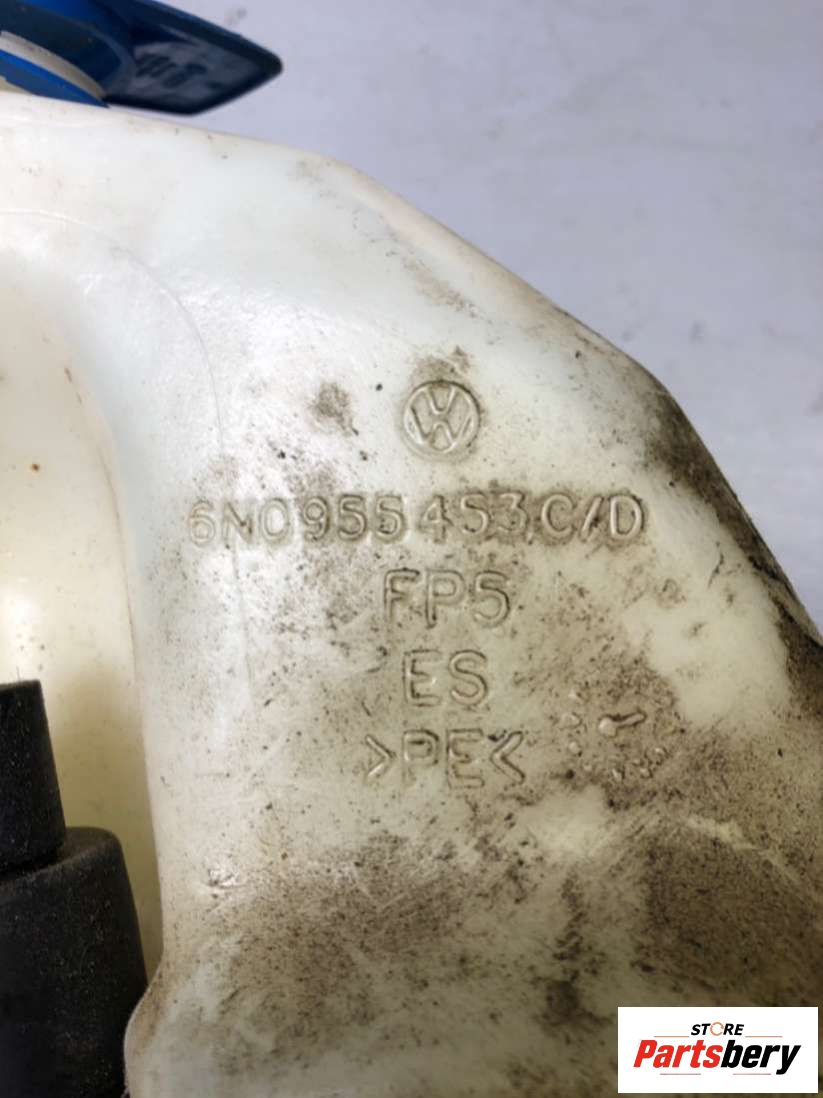 6N0955453C/D
FP5
ES
>PE<
STORE
Partsbery